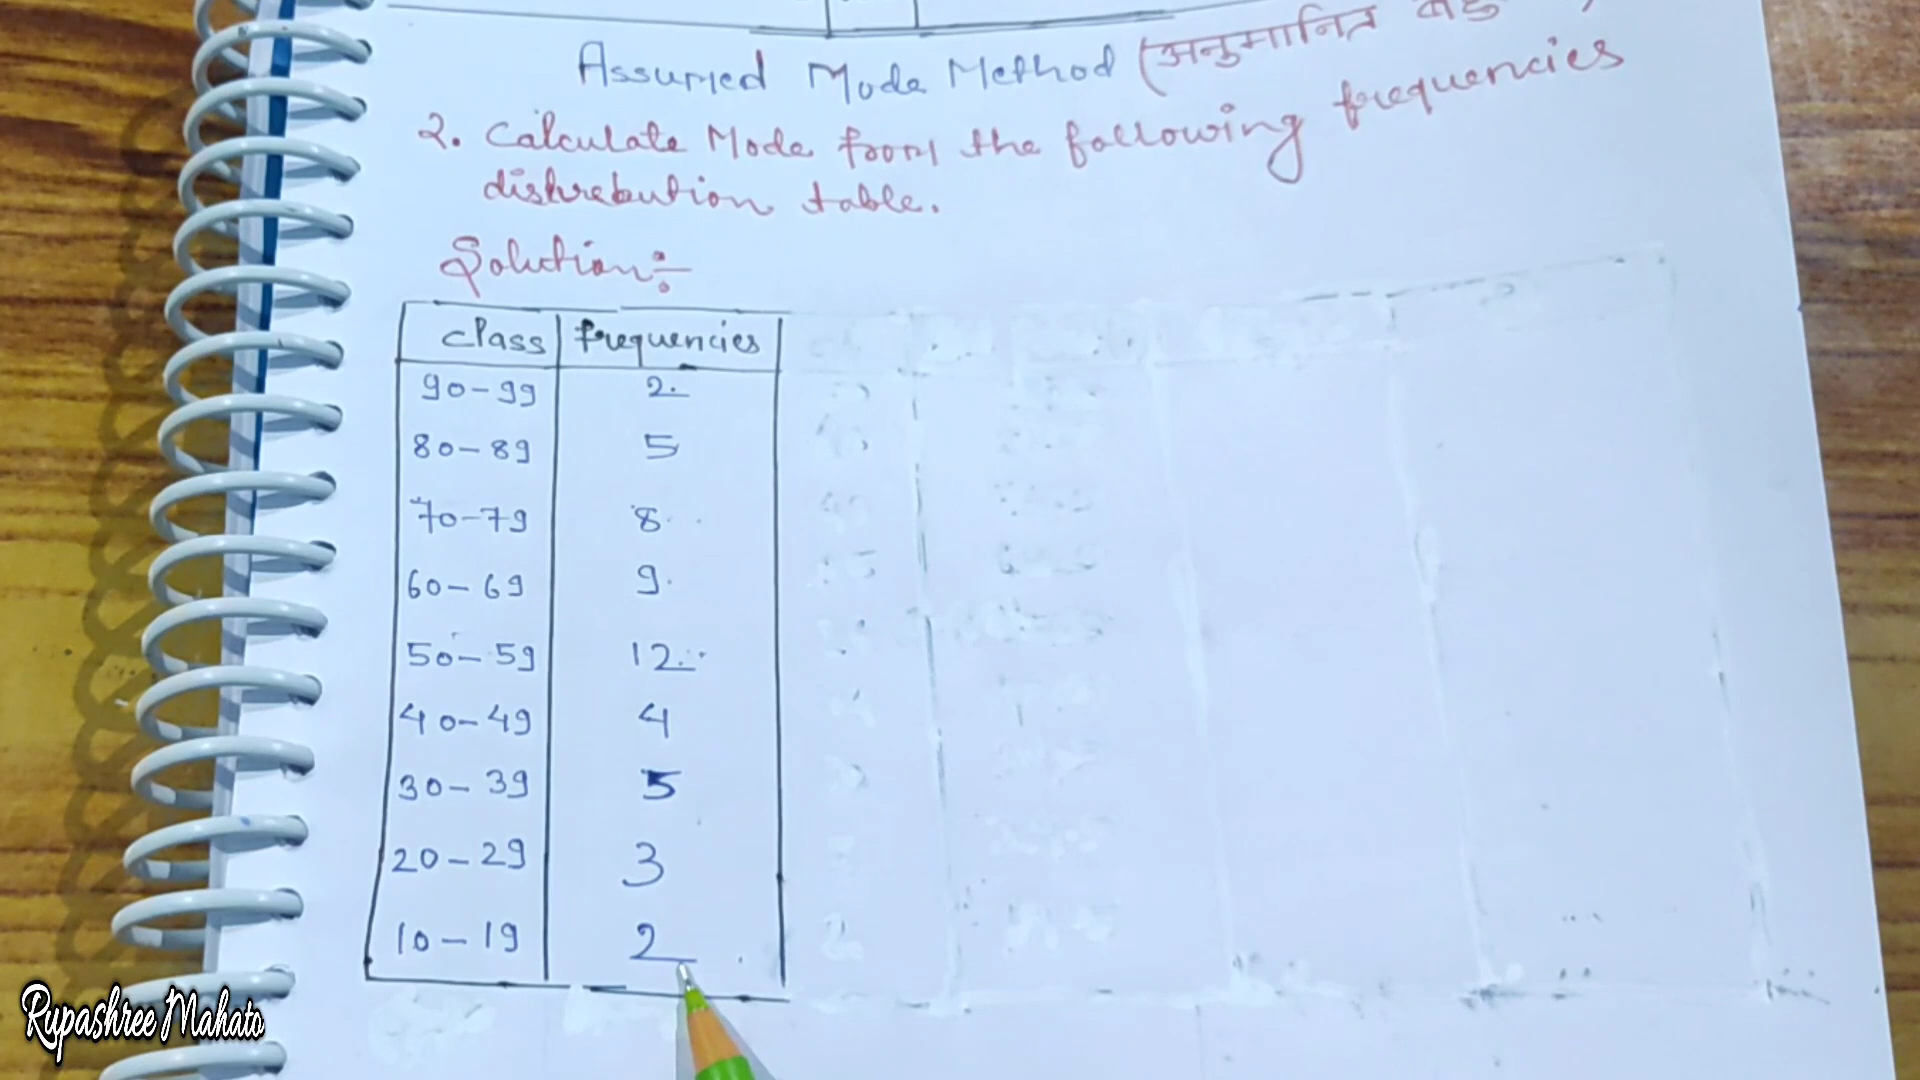 Assumed Mode Method (अनुमानित
2. Calculate Mode from the following frequencies
distrebution table.
Solution:-
class frequencies
90-99 2
80-89 5
70-79 8
60-69 9
50-59 12
40-49 4
30-39 5
20-29 3
10-19 2
Rupashree Mahato